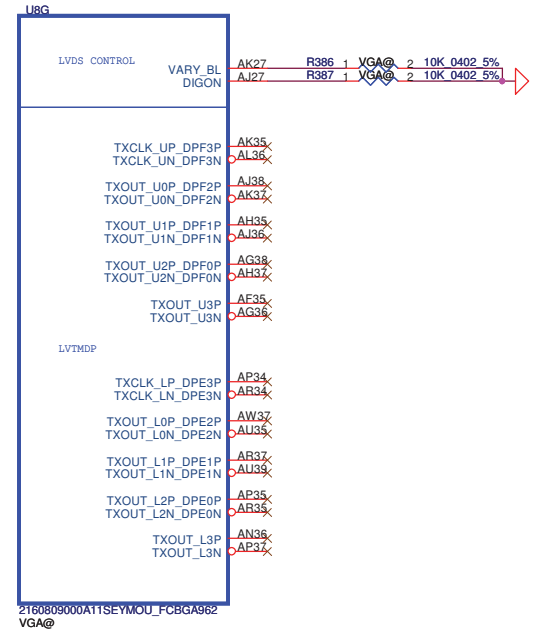 U8G
LVDS CONTROL
VARY_BL AK27 R386 1 VGA@ 2 10K_0402_5%
DIGON AJ27 R387 1 VGA@ 2 10K_0402_5%
TXCLK_UP_DPF3P AK35
TXCLK_UN_DPF3N AL36
TXOUT_U0P_DPF2P AJ38
TXOUT_U0N_DPF2N AK37
TXOUT_U1P_DPF1P AH35
TXOUT_U1N_DPF1N AJ36
TXOUT_U2P_DPF0P AG38
TXOUT_U2N_DPF0N AH37
TXOUT_U3P AF35
TXOUT_U3N AG36
LVTMDP
TXCLK_LP_DPE3P AP34
TXCLK_LN_DPE3N AR34
TXOUT_L0P_DPE2P AW37
TXOUT_L0N_DPE2N AU35
TXOUT_L1P_DPE1P AR37
TXOUT_L1N_DPE1N AU39
TXOUT_L2P_DPE0P AP35
TXOUT_L2N_DPE0N AR35
TXOUT_L3P AN36
TXOUT_L3N AP37
2160809000A11SEYMOU_FCBGA962
VGA@